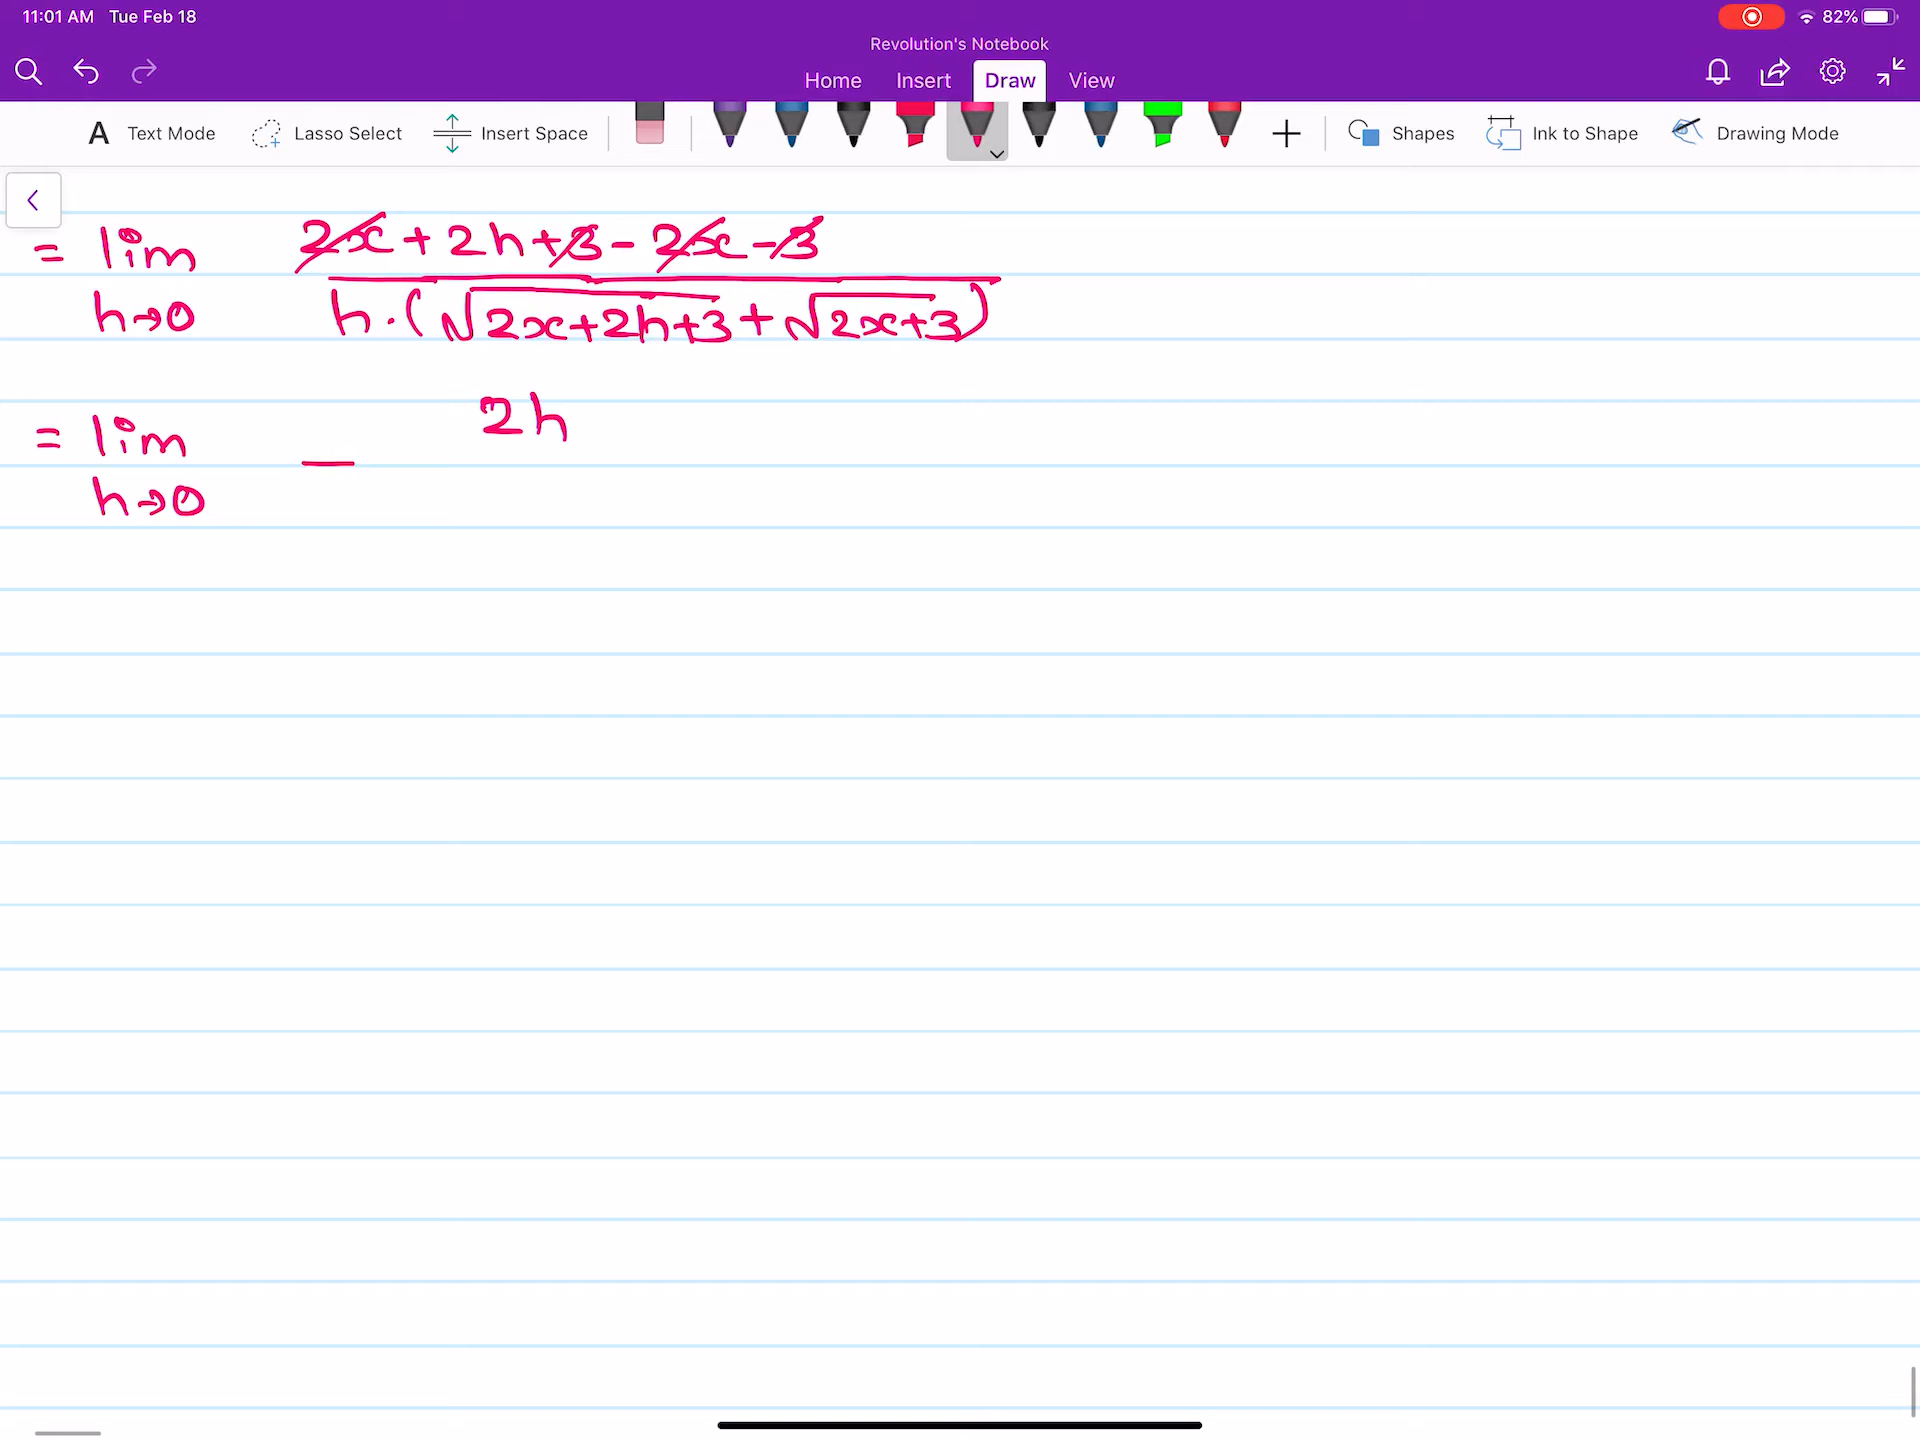 11:01 AM Tue Feb 18 82%
Revolution's Notebook
Home Insert Draw View
A Text Mode Lasso Select Insert Space Shapes Ink to Shape Drawing Mode
= lim 2x + 2h + 3 - 2x - 3
h→0 h.(√2x+2h+3 + √2x+3)
= lim 2h
h→0